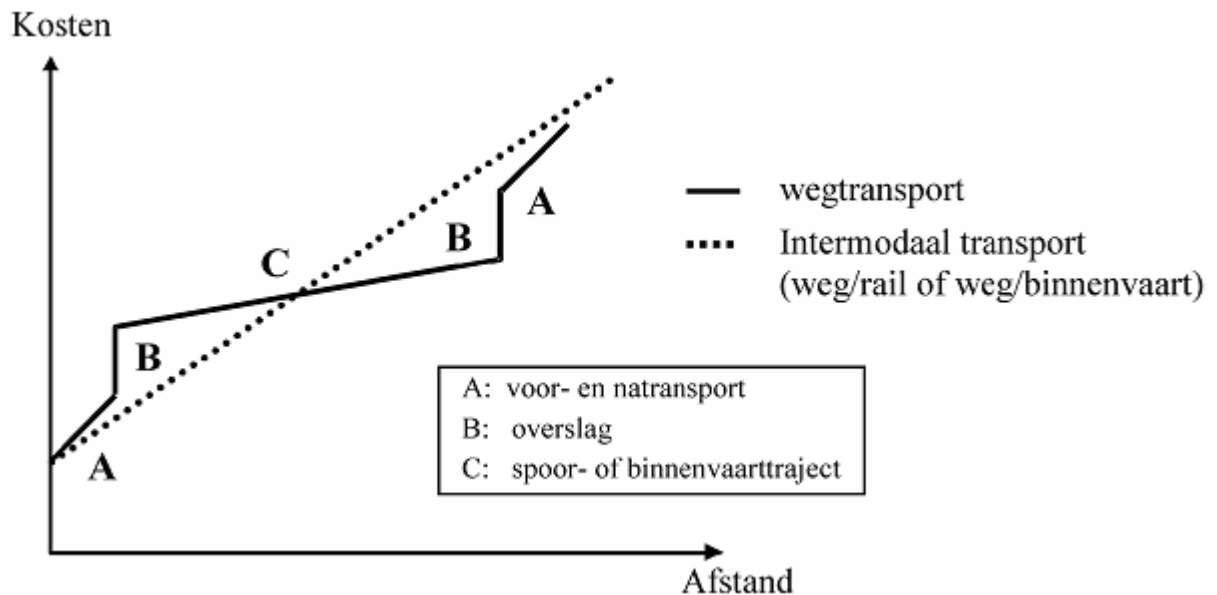 Kosten
wegtransport
A
B
Intermodaal transport
C
(weg/rail of weg/binnenvaart)
B
A: voor- en natransport
B: overslag
A
C: spoor- of binnenvaarttraject
Afstand